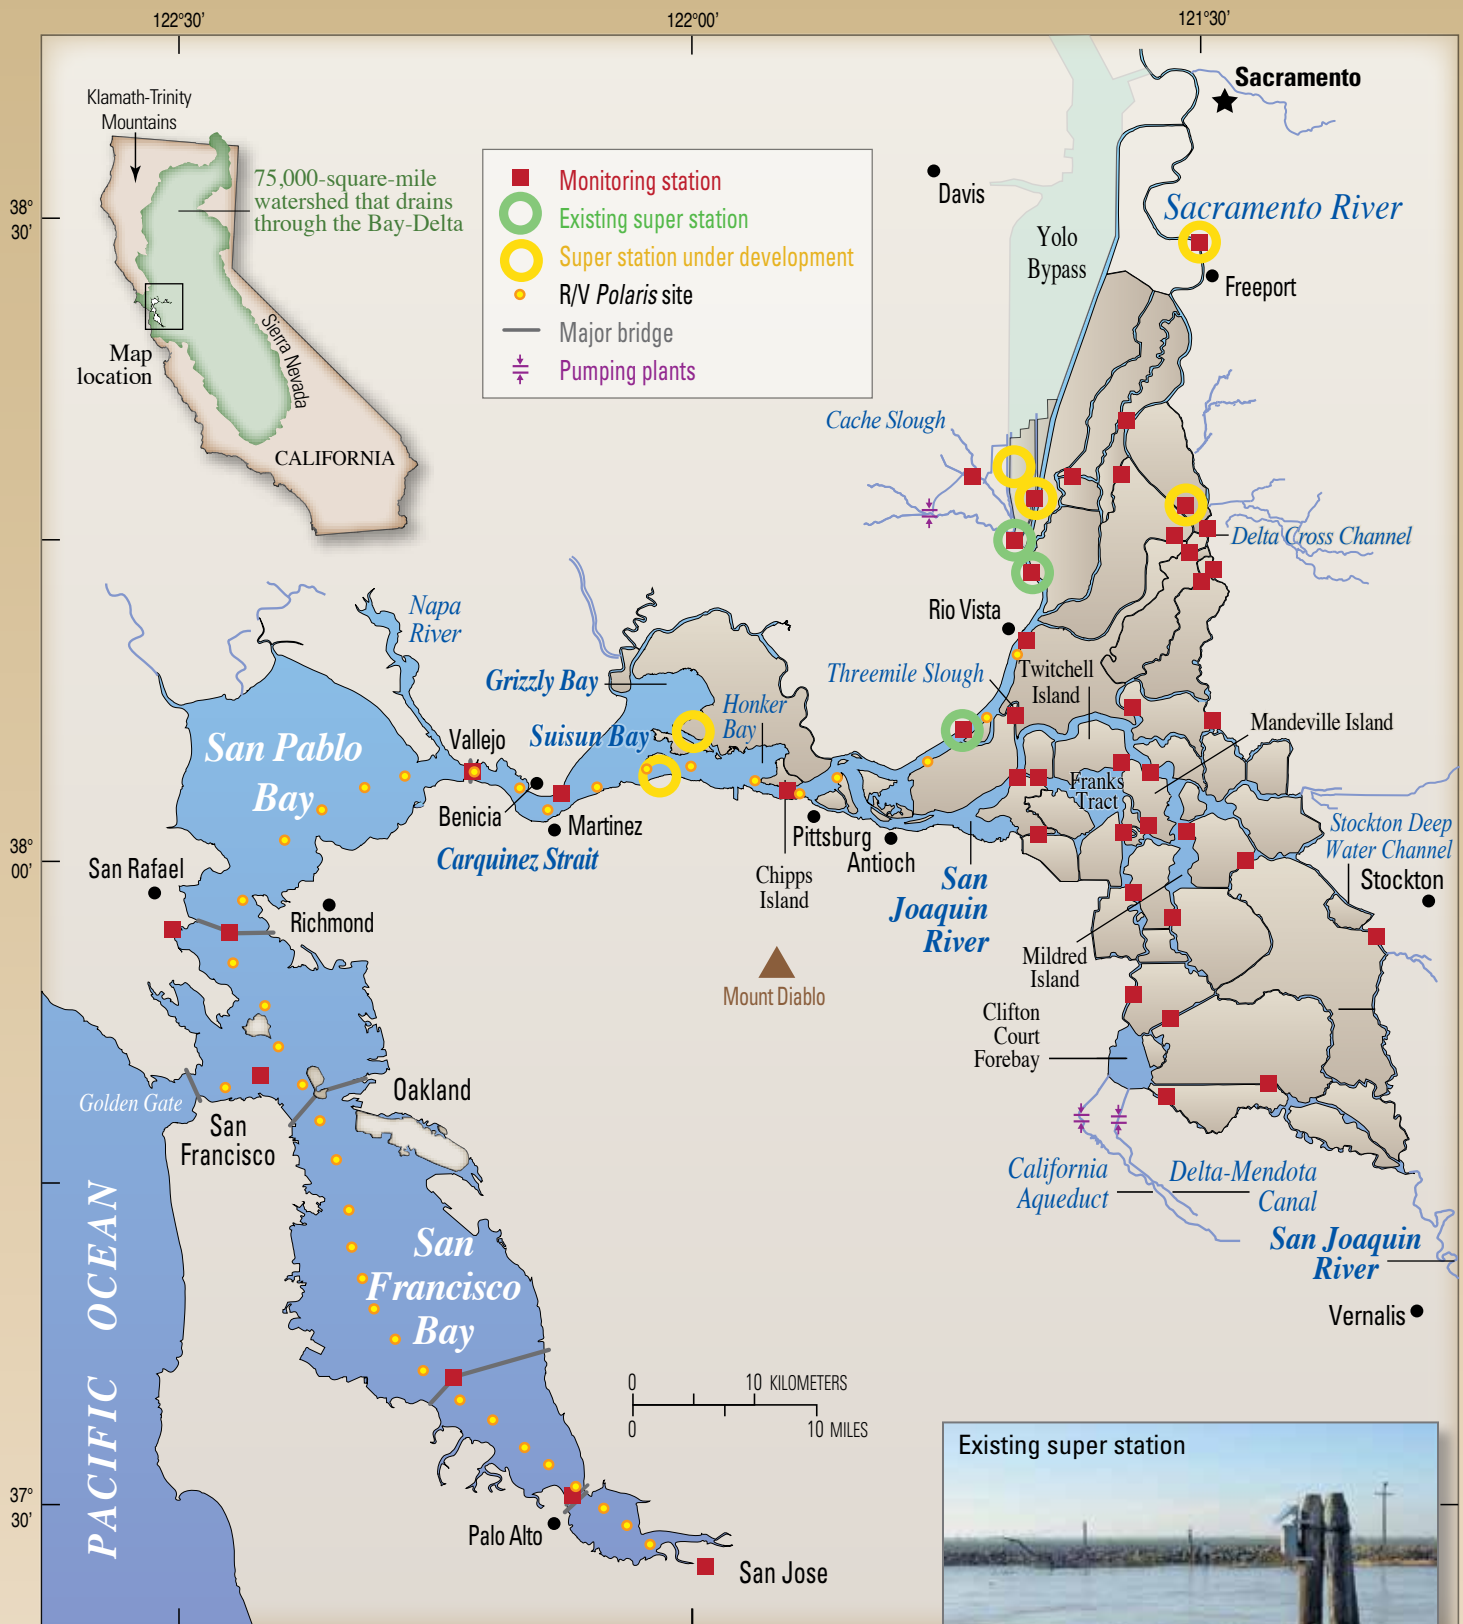 122°30'
122°00'
121°30'
38°
30'
38°
00'
37°
30'
Klamath-Trinity
Mountains
75,000-square-mile
watershed that drains
through the Bay-Delta
Map
location
Sierra Nevada
CALIFORNIA
Monitoring station
Existing super station
Super station under development
R/V Polaris site
Major bridge
Pumping plants
Sacramento
Davis
Sacramento River
Yolo
Bypass
Freeport
Cache Slough
Delta Cross Channel
Rio Vista
Napa
River
Threemile Slough
Twitchell
Island
Grizzly Bay
Honker
Bay
Mandeville Island
Suisun Bay
Vallejo
San Pablo
Bay
Franks
Tract
Benicia
Martinez
Pittsburg
Antioch
Stockton Deep
Water Channel
Carquinez Strait
San Rafael
Chipps
Island
San
Joaquin
River
Stockton
Richmond
Mildred
Island
Mount Diablo
Clifton
Court
Forebay
Oakland
Golden Gate
San
Francisco
California
Aqueduct
Delta-Mendota
Canal
San Joaquin
River
San
Francisco
Bay
Vernalis
PACIFIC OCEAN
0 10 KILOMETERS
0 10 MILES
Existing super station
Palo Alto
San Jose